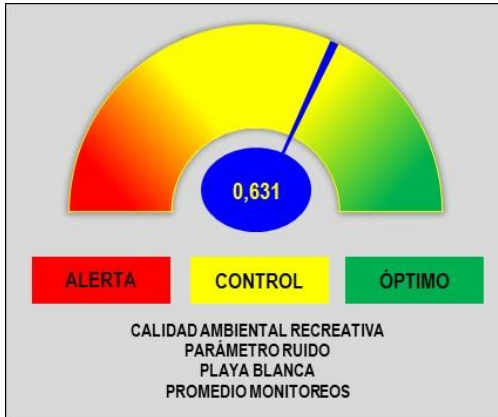 0,631
ALERTA CONTROL ÓPTIMO
CALIDAD AMBIENTAL RECREATIVA
PARÁMETRO RUIDO
PLAYA BLANCA
PROMEDIO MONITOREOS